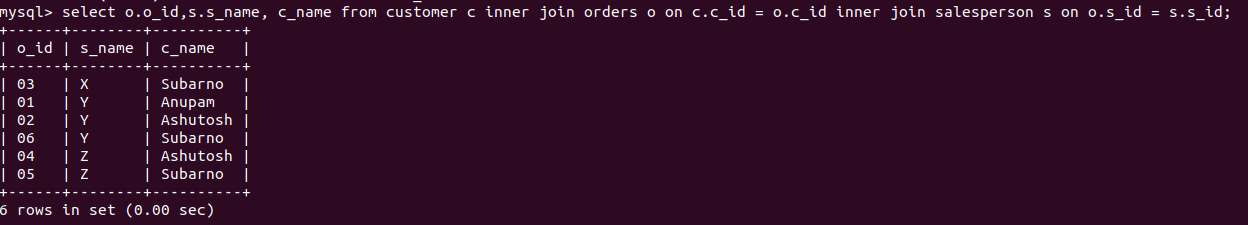 mysql> select o.o_id,s.s_name, c_name from customer c inner join orders o on c.c_id = o.c_id inner join salesperson s on o.s_id = s.s_id;
+------+--------+----------+
| o_id | s_name | c_name   |
+------+--------+----------+
| 03   | X      | Subarno  |
| 01   | Y      | Anupam   |
| 02   | Y      | Ashutosh |
| 06   | Y      | Subarno  |
| 04   | Z      | Ashutosh |
| 05   | Z      | Subarno  |
+------+--------+----------+
6 rows in set (0.00 sec)